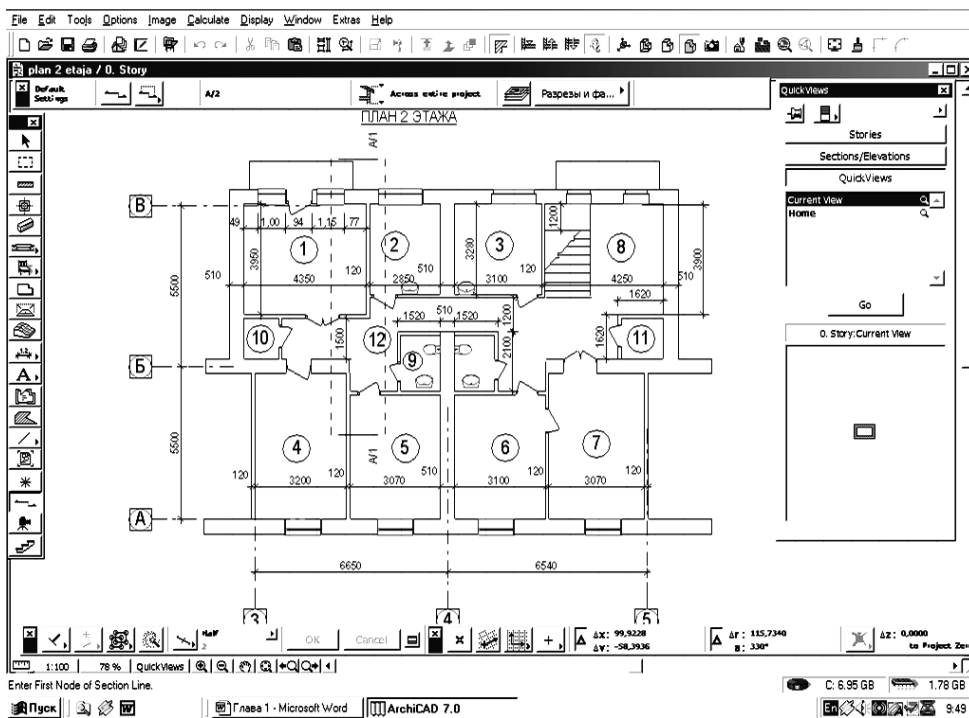 File Edit Tools Options Image Calculate Display Window Extras Help
plan 2 etaja / 0. Story
Default Settings
A/2
Across entire project
Разрезы и фа...
ПЛАН 2 ЭТАЖА
А/1
QuickViews
Stories
Sections/Elevations
QuickViews
Current View
Home
Go
0. Story:Current View
В
49 1,00 94 1,15 77
1200
1 2 3 8
3950 3280 3900
510 4350 120 2850 510 3100 120 4250 510
5500
1620
1520 510 1520 1200
10 12 1500 9 2100 1620 11
Б
5500
4 5 6 7
А/1
120 3200 120 3070 510 3100 120 3070 120
А
6650 6540
3 4 5
Half
2
OK Cancel
Δx: 99,9228
Δy: -58,3936
Δr: 115,7340
a: 330°
Δz: 0,0000
to Project Zero
1:100 78 % QuickViews
Enter First Node of Section Line.
C: 6.95 GB 1.78 GB
Пуск Глава 1 - Microsoft Word ArchiCAD 7.0 En 9:49